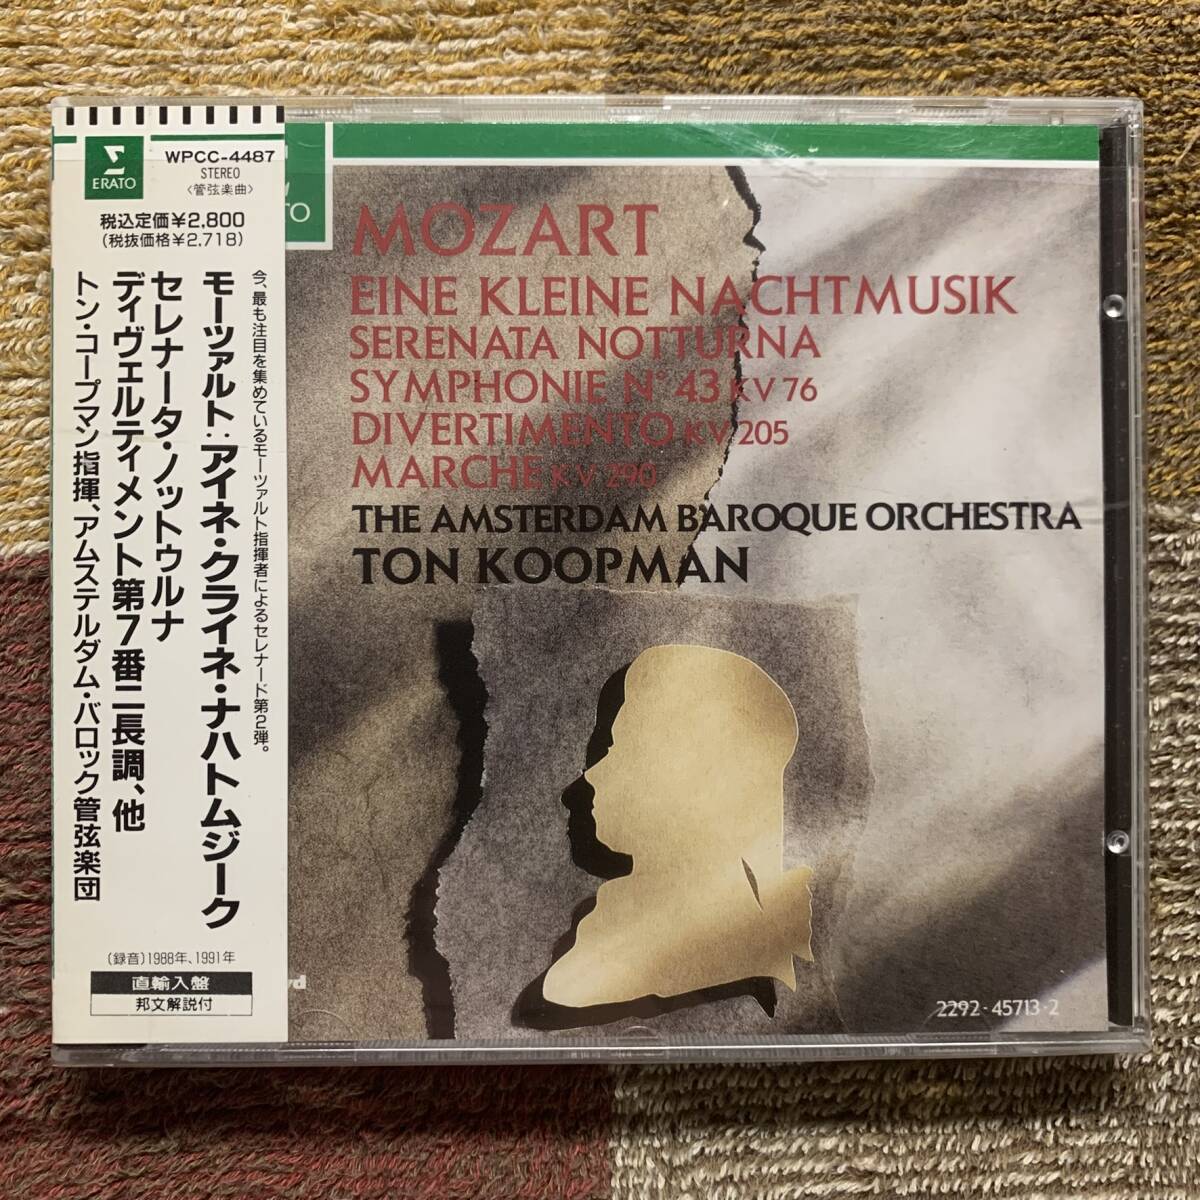 ERATO
WPCC-4487
STEREO
〈管弦楽曲〉
税込定価¥2,800
(税抜価格¥2,718)
今、最も注目を集めているモーツァルト指揮者によるセレナード第2弾。
モーツァルト:アイネ・クライネ・ナハトムジーク
セレナータ・ノットゥルナ
ディヴェルティメント第7番ニ長調、他
トン・コープマン指揮、アムステルダム・バロック管弦楽団
(録音)1988年、1991年
直輸入盤
邦文解説付
MOZART
EINE KLEINE NACHTMUSIK
SERENATA NOTTURNA
SYMPHONIE N° 43 KV 76
DIVERTIMENTO KV 205
MARCHE KV 290
THE AMSTERDAM BAROQUE ORCHESTRA
TON KOOPMAN
2292-45713-2